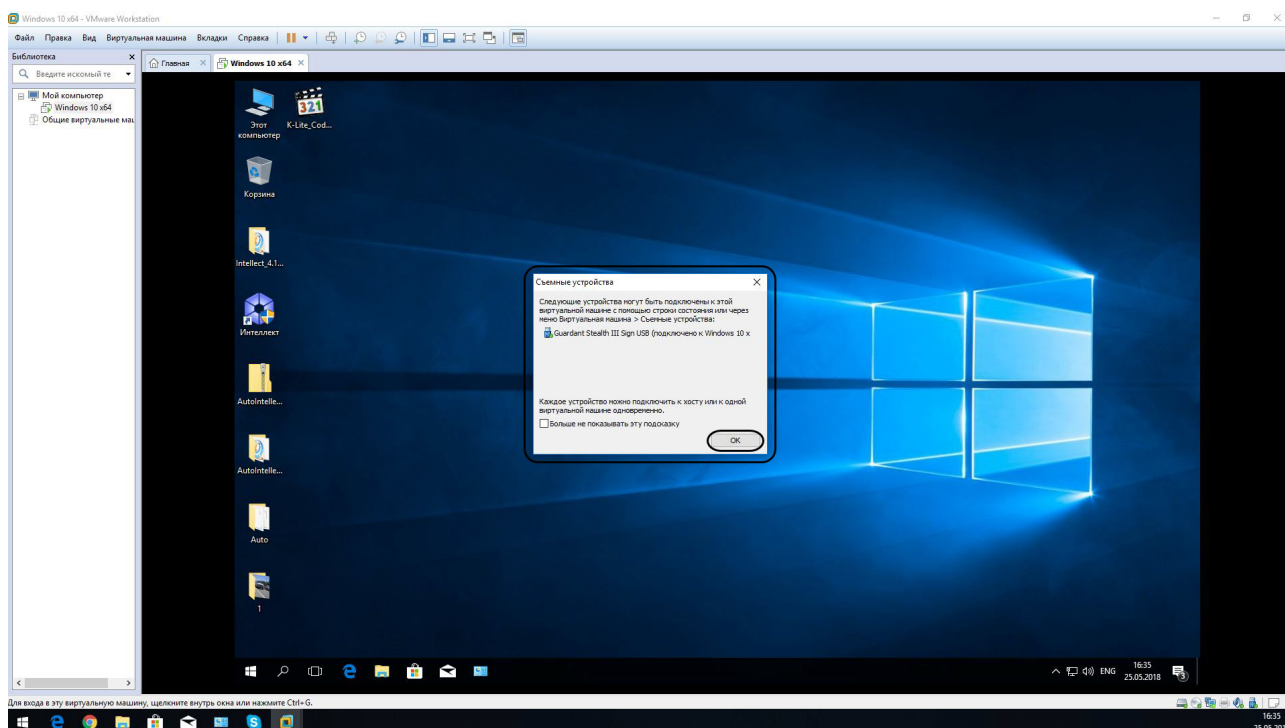 Windows 10 x64 - VMware Workstation
Файл Правка Вид Виртуальная машина Вкладки Справка
Библиотека
Введите искомый те
Мой компьютер
Windows 10 x64
Общие виртуальные маш
Главная
Windows 10 x64
Этот компьютер
K-Lite_Cod...
Корзина
Intellect_4.1...
Интеллект
AutoIntelle...
AutoIntelle...
Auto
1
Съемные устройства
Следующие устройства могут быть подключены к этой
виртуальной машине с помощью строки состояния или через
меню Виртуальная машина > Съемные устройства:
Guardant Stealth III Sign USB (подключено к Windows 10 x
Каждое устройство можно подключить к хосту или к одной
виртуальной машине одновременно.
Больше не показывать эту подсказку
OK
ENG
16:35
25.05.2018
3
Для входа в эту виртуальную машину, щелкните внутрь окна или нажмите Ctrl+G.
16:35